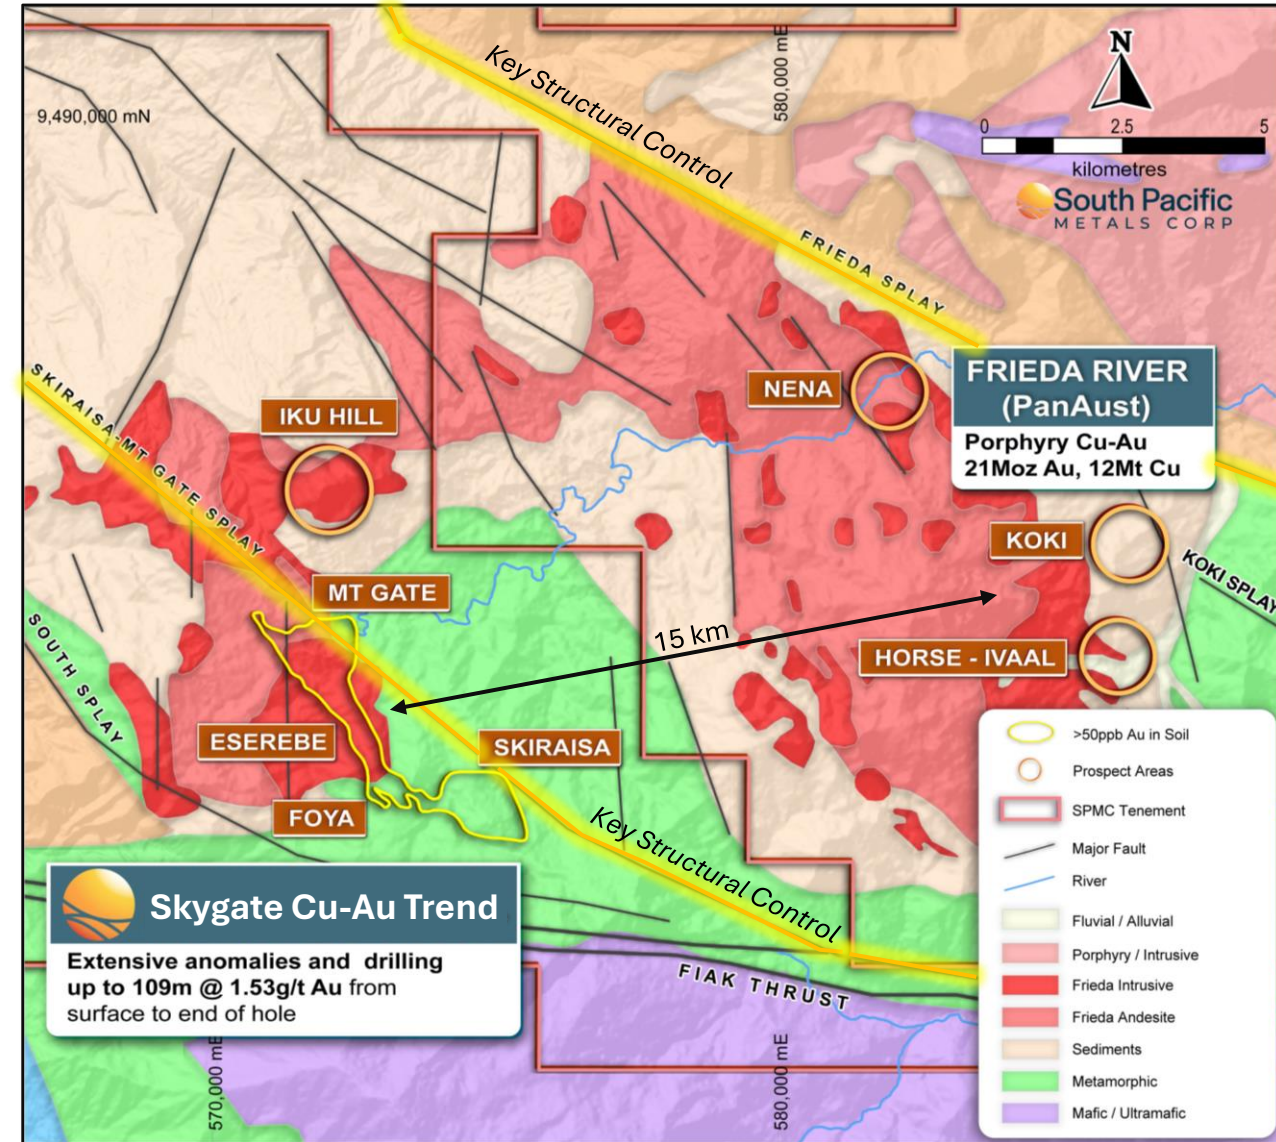 Key Structural Control
580,000 mE
N
9,490,000 mN
0 2.5 5
kilometres
South Pacific
METALS CORP
FRIEDA SPLAY
FRIEDA RIVER
(PanAust)
Porphyry Cu-Au
21Moz Au, 12Mt Cu
NENA
SKIRAISA-MT GATE SPLAY
IKU HILL
KOKI
KOKI SPLAY
MT GATE
SOUTH SPLAY
15 km
HORSE - IVAAL
ESEREBE
SKIRAISA
FOYA
Key Structural Control
>50ppb Au in Soil
Prospect Areas
SPMC Tenement
Major Fault
River
Fluvial / Alluvial
Porphyry / Intrusive
Frieda Intrusive
Frieda Andesite
Sediments
Metamorphic
Mafic / Ultramafic
Skygate Cu-Au Trend
Extensive anomalies and drilling
up to 109m @ 1.53g/t Au from
surface to end of hole
FIAK THRUST
570,000 mE
580,000 mE